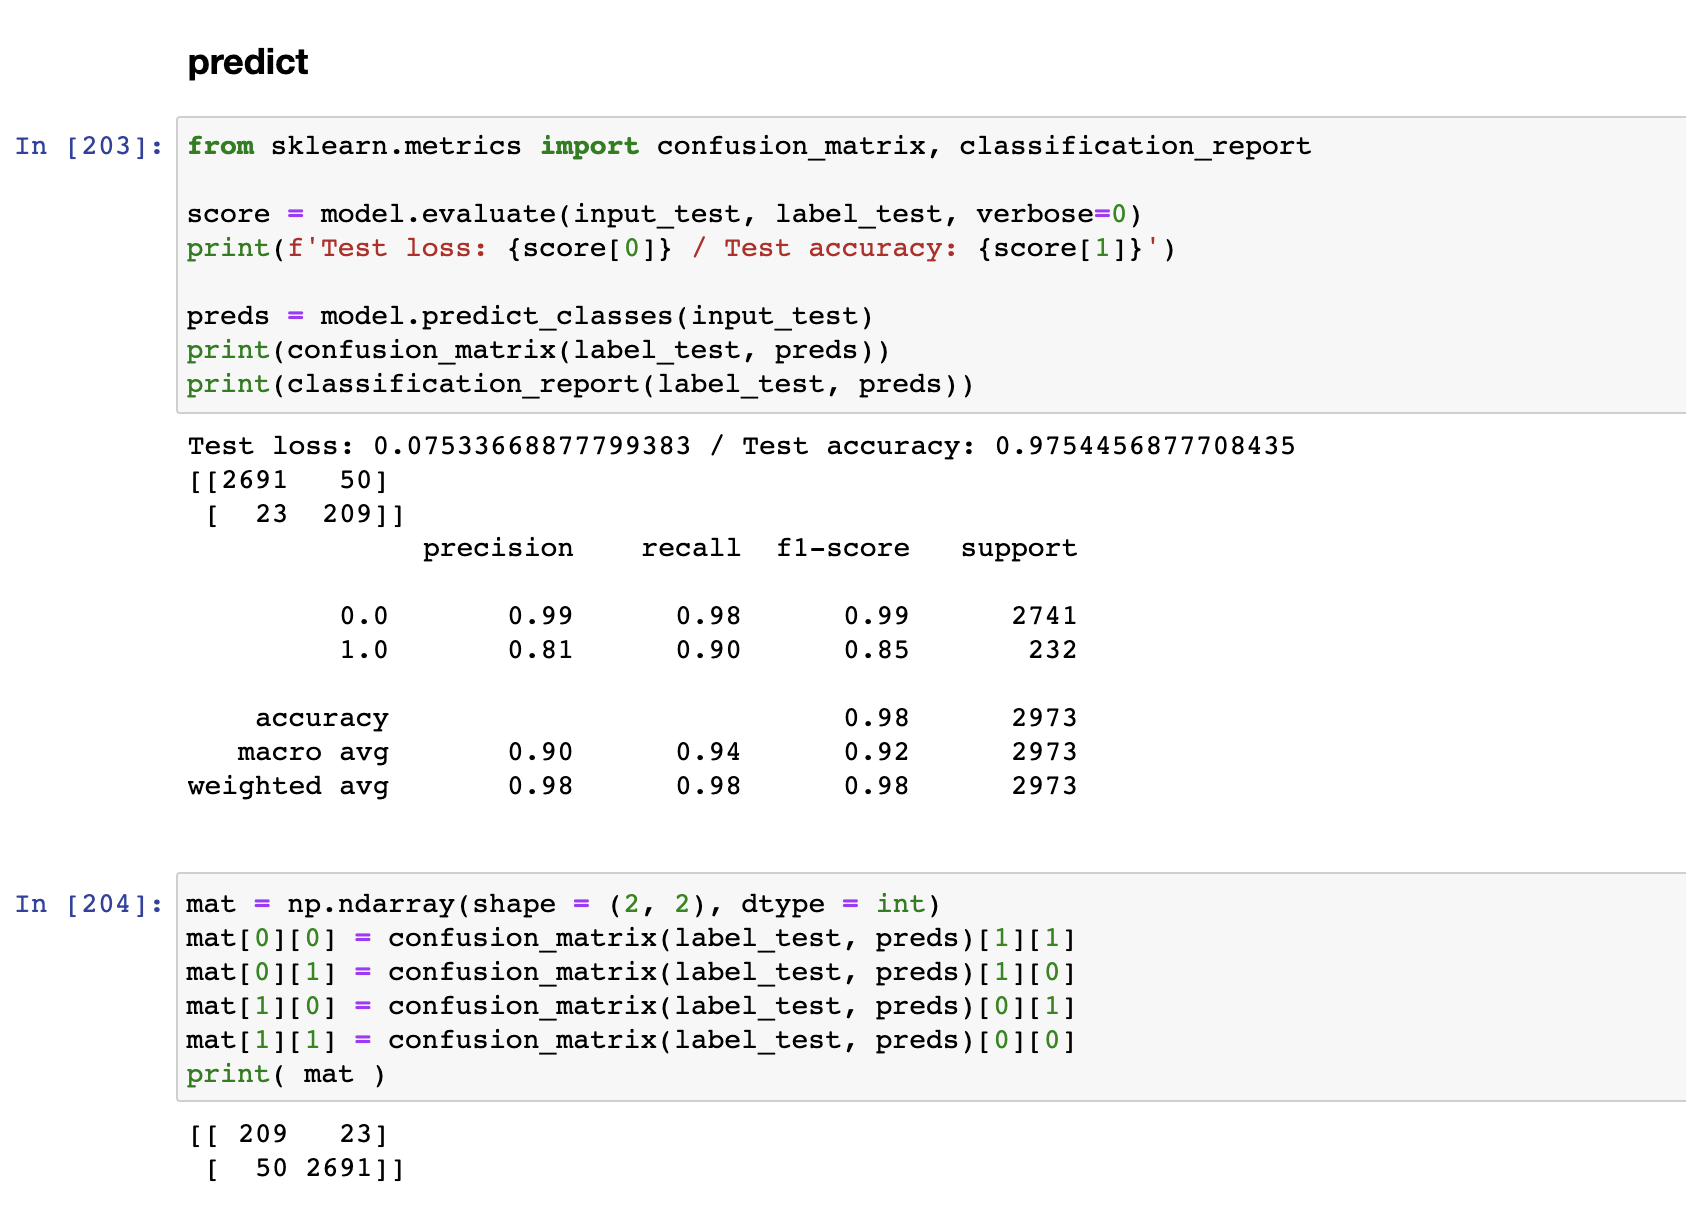 predict
In [203]: from sklearn.metrics import confusion_matrix, classification_report
score = model.evaluate(input_test, label_test, verbose=0)
print(f'Test loss: {score[0]} / Test accuracy: {score[1]}')
preds = model.predict_classes(input_test)
print(confusion_matrix(label_test, preds))
print(classification_report(label_test, preds))
Test loss: 0.07533668877799383 / Test accuracy: 0.9754456877708435
[[2691   50]
 [  23  209]]
              precision    recall  f1-score   support
         0.0       0.99      0.98      0.99      2741
         1.0       0.81      0.90      0.85       232
    accuracy                           0.98      2973
   macro avg       0.90      0.94      0.92      2973
weighted avg       0.98      0.98      0.98      2973
In [204]: mat = np.ndarray(shape = (2, 2), dtype = int)
mat[0][0] = confusion_matrix(label_test, preds)[1][1]
mat[0][1] = confusion_matrix(label_test, preds)[1][0]
mat[1][0] = confusion_matrix(label_test, preds)[0][1]
mat[1][1] = confusion_matrix(label_test, preds)[0][0]
print( mat )
[[ 209   23]
 [  50 2691]]